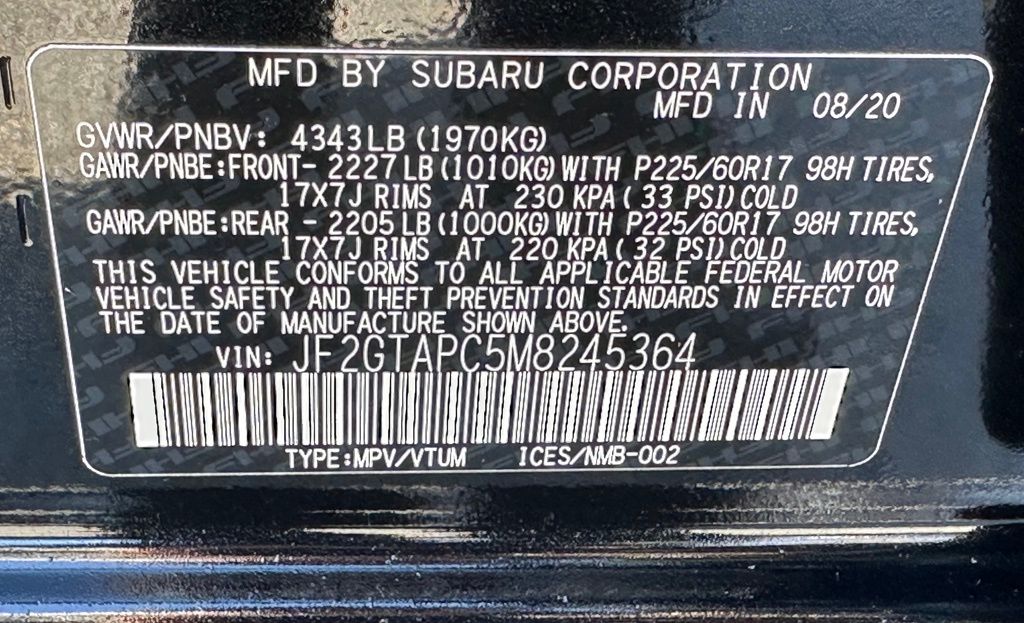 MFD BY SUBARU CORPORATION
MFD IN 08/20
GVWR/PNBV: 4343LB (1970KG)
GAWR/PNBE:FRONT- 2227LB (1010KG) WITH P225/60R17 98H TIRES,
17X7J RIMS AT 230 KPA (33 PSI) COLD
GAWR/PNBE:REAR - 2205LB (1000KG) WITH P225/60R17 98H TIRES,
17X7J RIMS AT 220 KPA (32 PSI) COLD
THIS VEHICLE CONFORMS TO ALL APPLICABLE FEDERAL MOTOR
VEHICLE SAFETY AND THEFT PREVENTION STANDARDS IN EFFECT ON
THE DATE OF MANUFACTURE SHOWN ABOVE.
VIN: JF2GTAPC5M8245364
TYPE:MPV/VTUM ICES/NMB-002